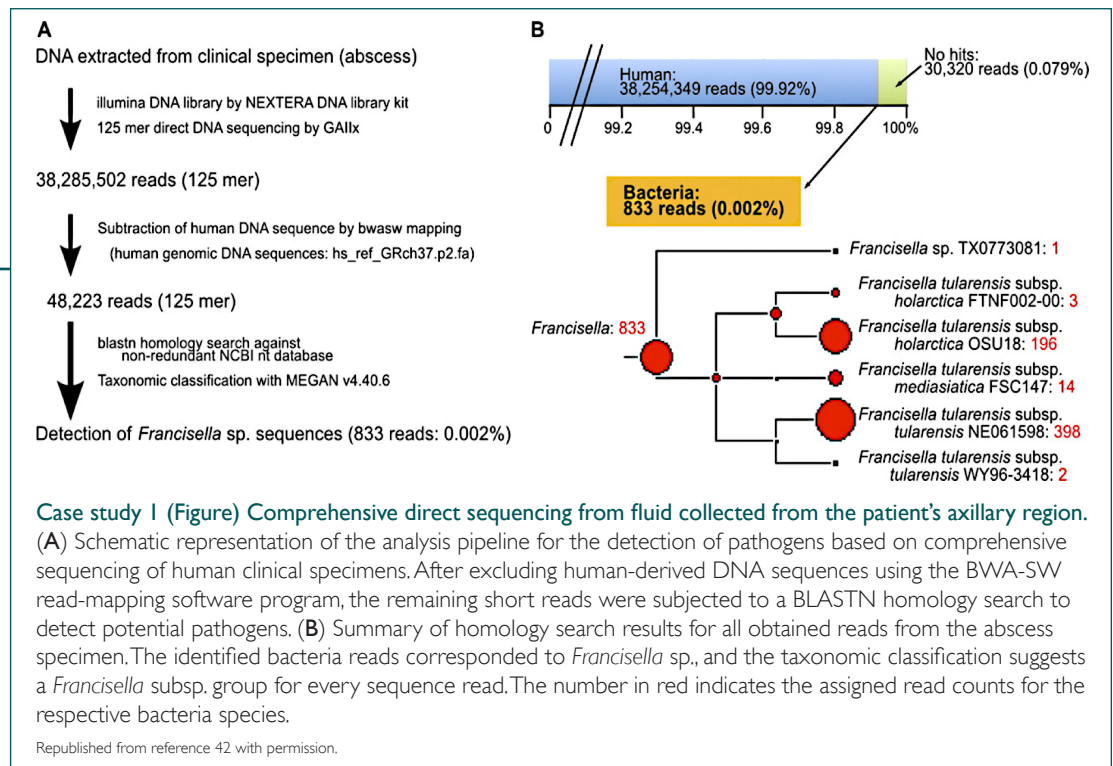 A
DNA extracted from clinical specimen (abscess)
illumina DNA library by NEXTERA DNA library kit
125 mer direct DNA sequencing by GAIIx
38,285,502 reads (125 mer)
Subtraction of human DNA sequence by bwasw mapping
(human genomic DNA sequences: hs_ref_GRch37.p2.fa)
48,223 reads (125 mer)
blastn homology search against
non-redundant NCBI nt database
Taxonomic classification with MEGAN v4.40.6
Detection of Francisella sp. sequences (833 reads: 0.002%)
B
No hits:
30,320 reads (0.079%)
Human:
38,254,349 reads (99.92%)
0 99.2 99.4 99.6 99.8 100%
Bacteria:
833 reads (0.002%)
Francisella: 833
Francisella sp. TX0773081: 1
Francisella tularensis subsp.
holarctica FTNF002-00: 3
Francisella tularensis subsp.
holarctica OSU18: 196
Francisella tularensis subsp.
mediasiatica FSC147: 14
Francisella tularensis subsp.
tularensis NE061598: 398
Francisella tularensis subsp.
tularensis WY96-3418: 2
Case study 1 (Figure) Comprehensive direct sequencing from fluid collected from the patient's axillary region.
(A) Schematic representation of the analysis pipeline for the detection of pathogens based on comprehensive
sequencing of human clinical specimens. After excluding human-derived DNA sequences using the BWA-SW
read-mapping software program, the remaining short reads were subjected to a BLASTN homology search to
detect potential pathogens. (B) Summary of homology search results for all obtained reads from the abscess
specimen. The identified bacteria reads corresponded to Francisella sp., and the taxonomic classification suggests
a Francisella subsp. group for every sequence read. The number in red indicates the assigned read counts for the
respective bacteria species.
Republished from reference 42 with permission.